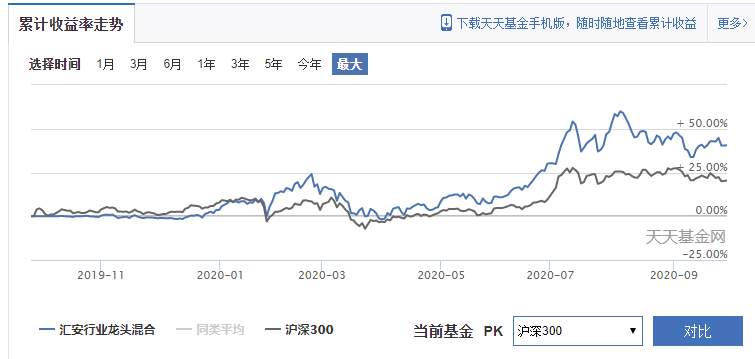 累计收益率走势 下载天天基金手机版，随时随地查看累计收益 更多>
选择时间 1月 3月 6月 1年 3年 5年 今年 最大
+ 50.00%
+ 25.00%
0.00%
天天基金网
-25.00%
2019-11 2020-01 2020-03 2020-05 2020-07 2020-09
汇安行业龙头混合 同类平均 沪深300 当前基金 PK 沪深300 对比